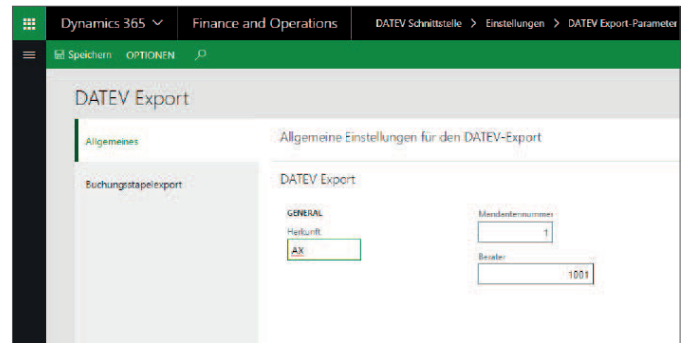 Dynamics 365 Finance and Operations DATEV Schnittstelle > Einstellungen > DATEV Export-Parameter
Speichern OPTIONEN
DATEV Export
Allgemeines
Buchungsstapelexport
Allgemeine Einstellungen für den DATEV-Export
DATEV Export
GENERAL
Herkunft
AX
Mandantennummer
1
Berater
1001